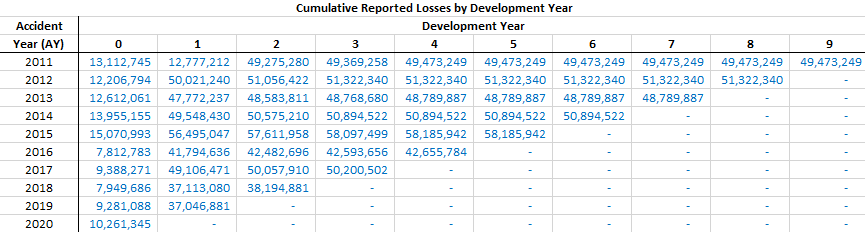 Cumulative Reported Losses by Development Year
Accident Development Year
Year (AY) 0 1 2 3 4 5 6 7 8 9
2011 13,112,745 12,777,212 49,275,280 49,369,258 49,473,249 49,473,249 49,473,249 49,473,249 49,473,249 49,473,249
2012 12,206,794 50,021,240 51,056,422 51,322,340 51,322,340 51,322,340 51,322,340 51,322,340 51,322,340 -
2013 12,612,061 47,772,237 48,583,811 48,768,680 48,789,887 48,789,887 48,789,887 48,789,887 - -
2014 13,955,155 49,548,430 50,575,210 50,894,522 50,894,522 50,894,522 50,894,522 - - -
2015 15,070,993 56,495,047 57,611,958 58,097,499 58,185,942 58,185,942 - - - -
2016 7,812,783 41,794,636 42,482,696 42,593,656 42,655,784 - - - - -
2017 9,388,271 49,106,471 50,057,910 50,200,502 - - - - - -
2018 7,949,686 37,113,080 38,194,881 - - - - - - -
2019 9,281,088 37,046,881 - - - - - - - -
2020 10,261,345 - - - - - - - - -